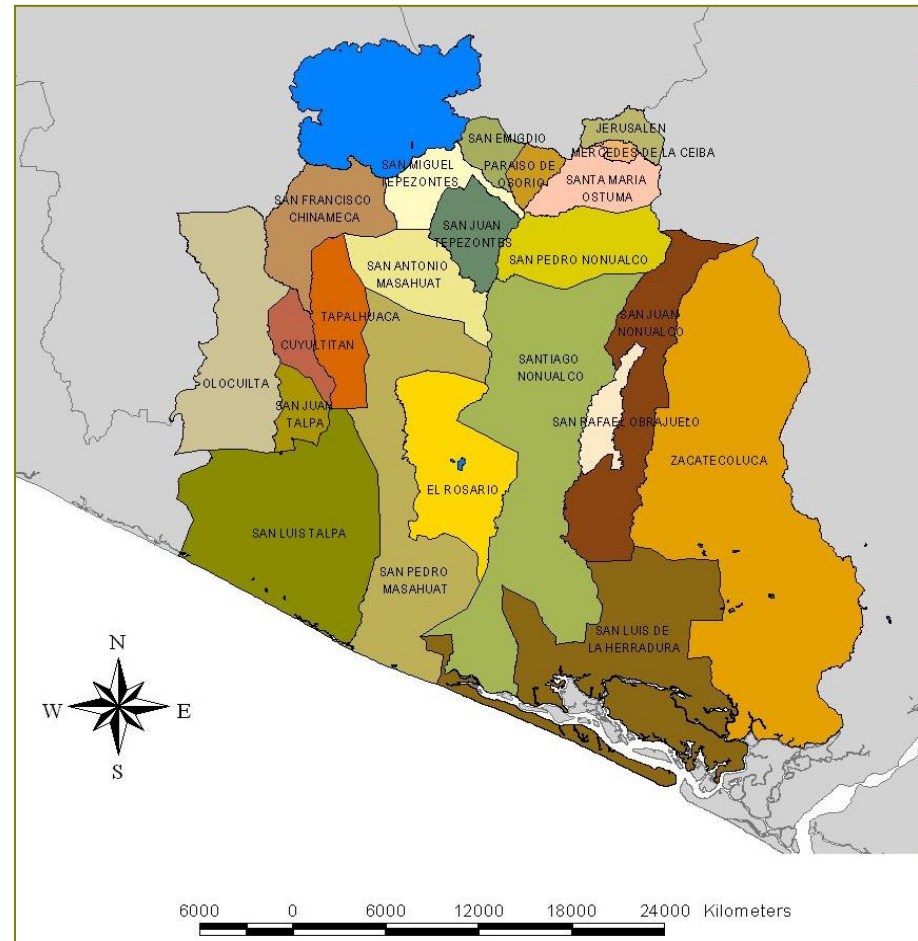 JERUSALEN
SAN EMIGDIO
MERCEDES DE LA CEIBA
SAN MIGUEL
TEPEZONTES
PARAISO DE
OSORIO
SANTA MARIA
OSTUMA
SAN FRANCISCO
CHINAMECA
SAN JUAN
TEPEZONTES
SAN PEDRO NONUALCO
SAN ANTONIO
MASAHUAT
TAPALHUACA
SAN JUAN
NONUALCO
CUYULTITAN
SANTIAGO
NONUALCO
OLOCUILTA
SAN JUAN
TALPA
SAN RAFAEL OBRAJUELO
ZACATECOLUCA
EL ROSARIO
SAN LUIS TALPA
SAN PEDRO
MASAHUAT
SAN LUIS DE
LA HERRADURA
N
W
E
S
6000 0 6000 12000 18000 24000 Kilometers